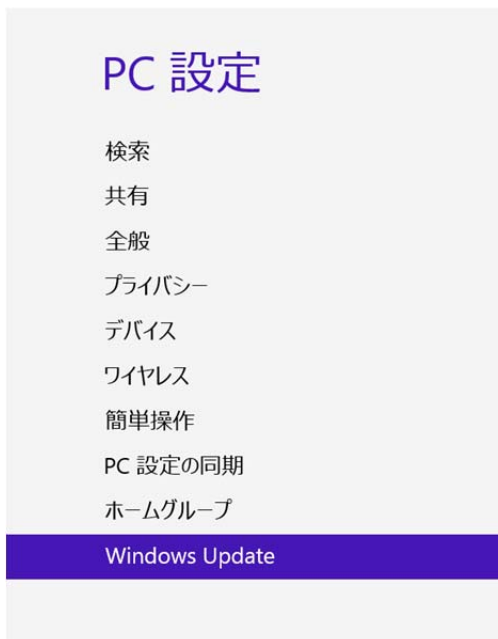 PC 設定
検索
共有
全般
プライバシー
デバイス
ワイヤレス
簡単操作
PC 設定の同期
ホームグループ
Windows Update